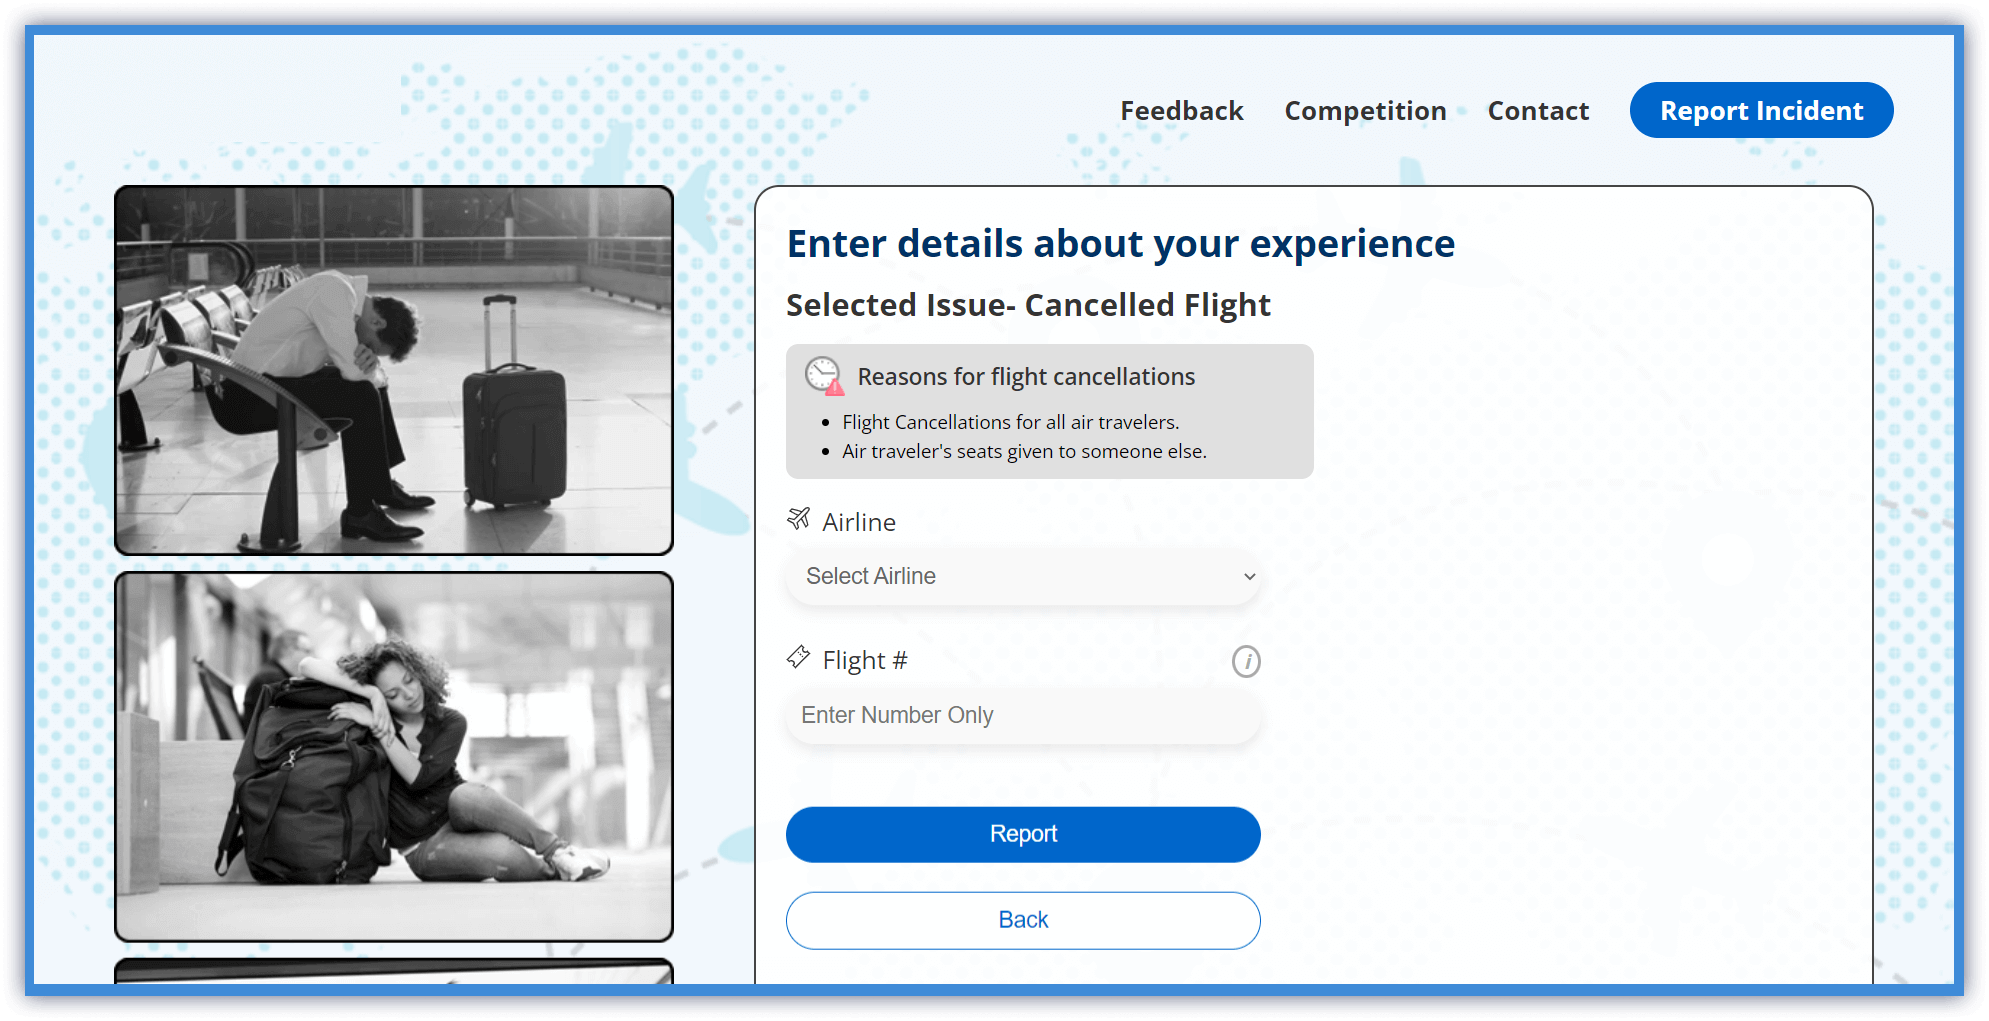 Feedback Competition Contact Report Incident
Enter details about your experience
Selected Issue- Cancelled Flight
Reasons for flight cancellations
Flight Cancellations for all air travelers.
Air traveler's seats given to someone else.
Airline
Select Airline
Flight #
i
Enter Number Only
Report
Back